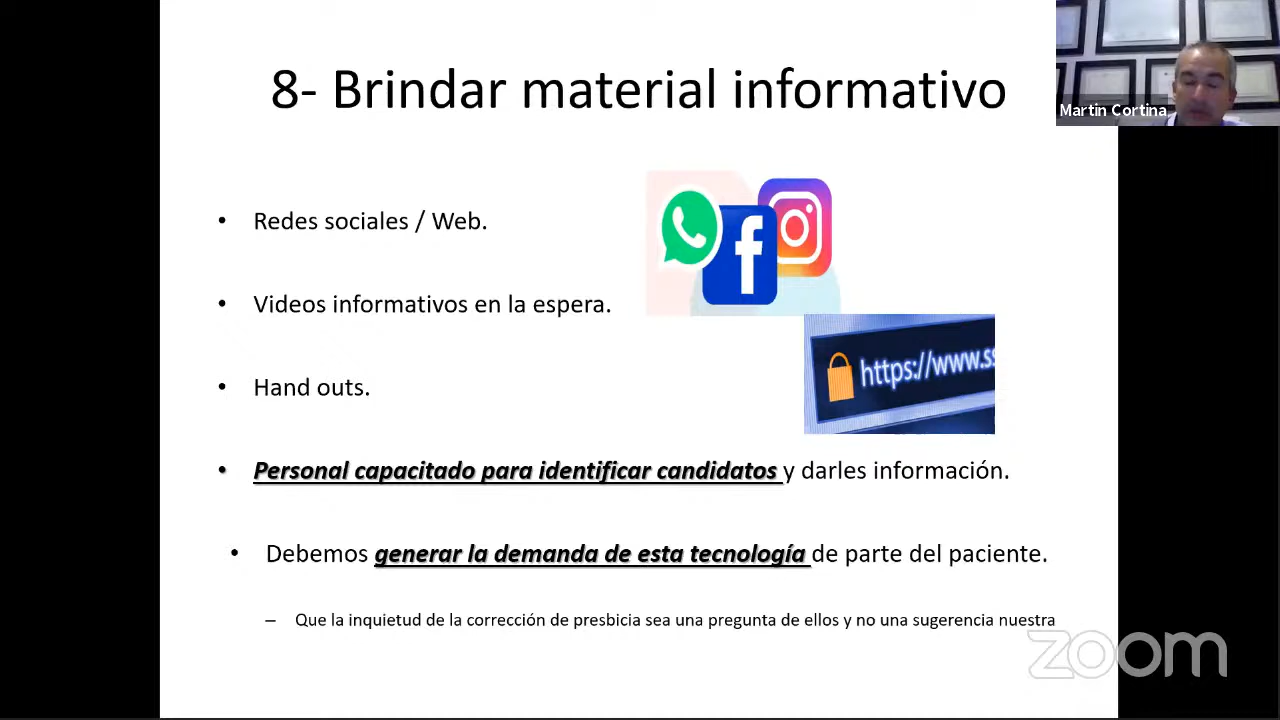 8- Brindar material informativo
Martin Cortina
• Redes sociales / Web.
• Videos informativos en la espera.
• Hand outs.
https://www.ss
• Personal capacitado para identificar candidatos y darles información.
• Debemos generar la demanda de esta tecnología de parte del paciente.
– Que la inquietud de la corrección de presbicia sea una pregunta de ellos y no una sugerencia nuestra
zoom